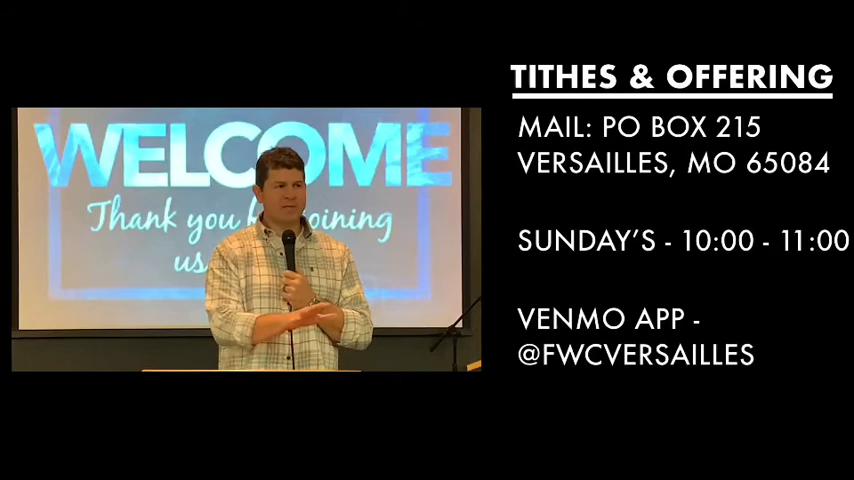 WELCOME
Thank you joining
us
TITHES & OFFERING
MAIL: PO BOX 215
VERSAILLES, MO 65084
SUNDAY'S - 10:00 - 11:00
VENMO APP -
@FWCVERSAILLES